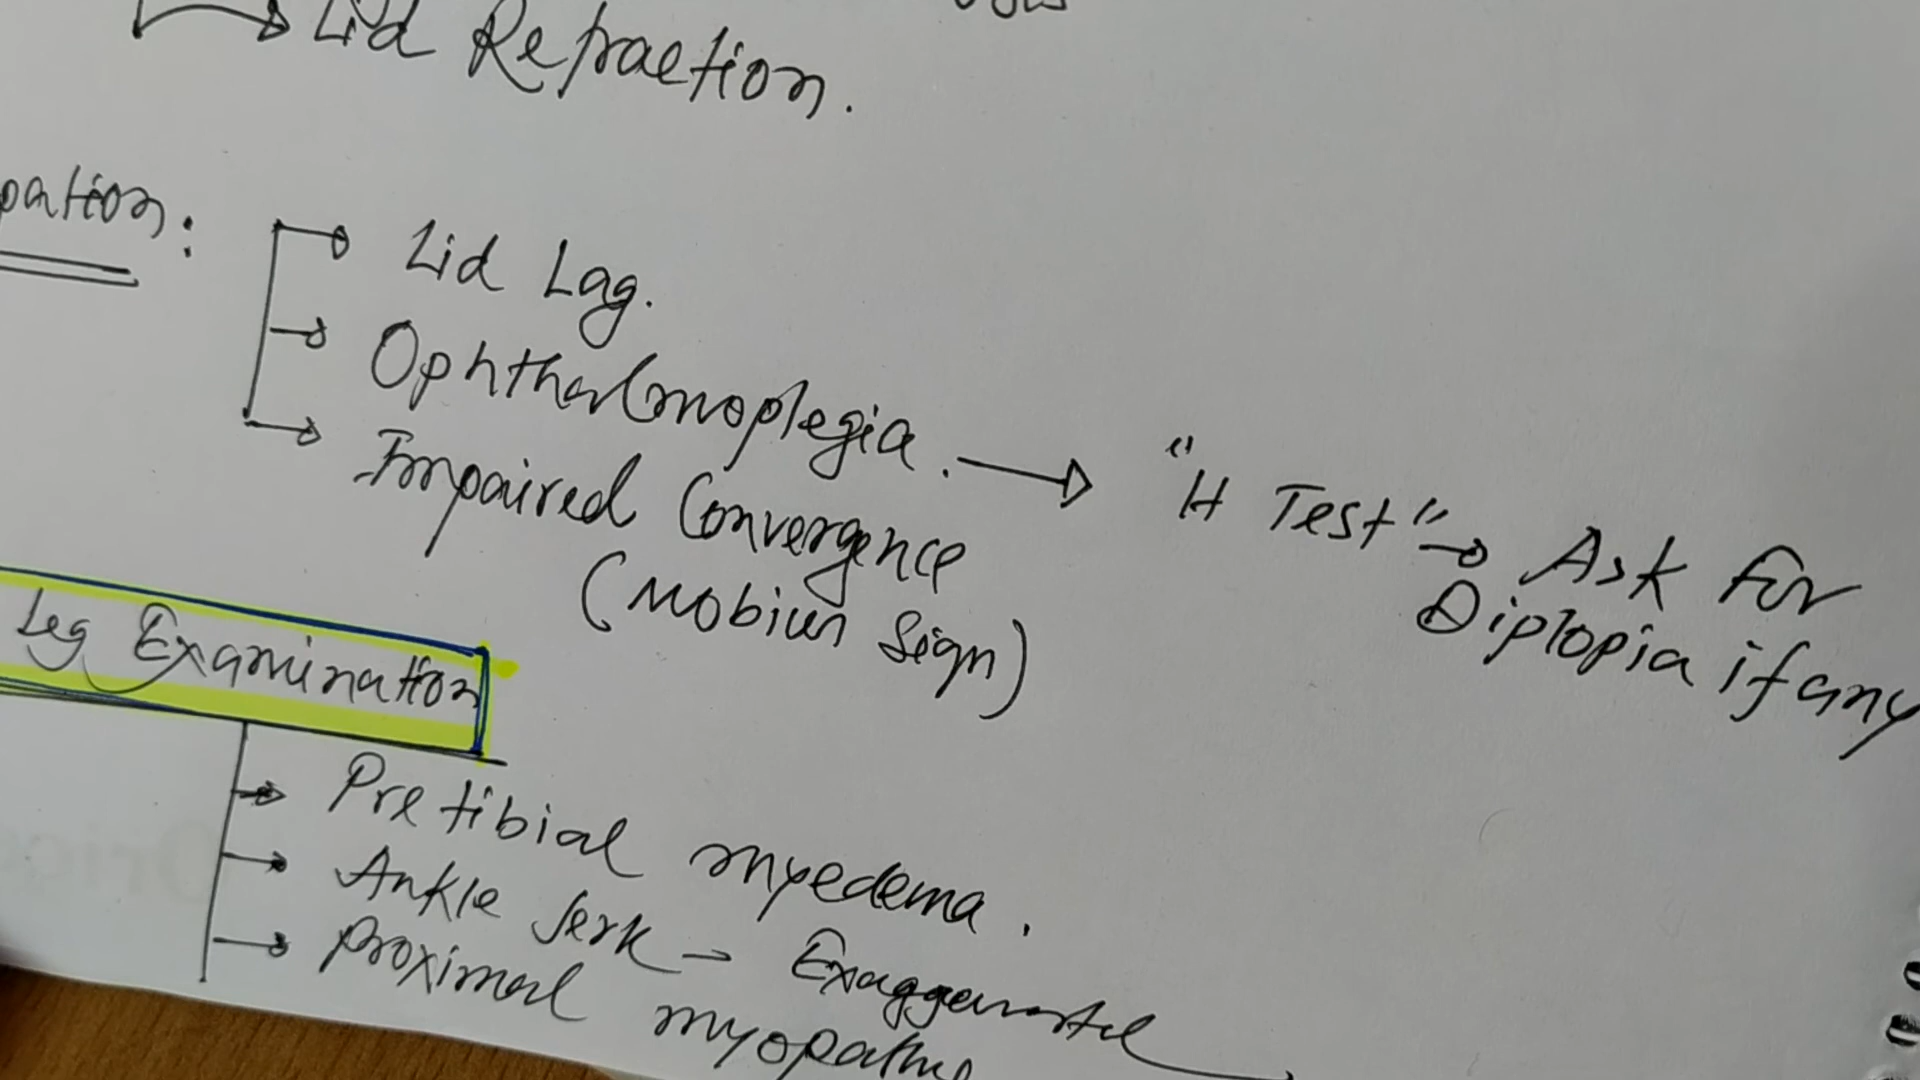 Lid Refraction.
pation:
Lid Lag.
Ophthalmoplegia. → "H Test" → Ask for
Diplopia if any
Impaired Convergence
(Mobius Sign)
Leg Examination
Pretibial myedema.
Ankle Jerk - Exaggerated
Proximal myopathy